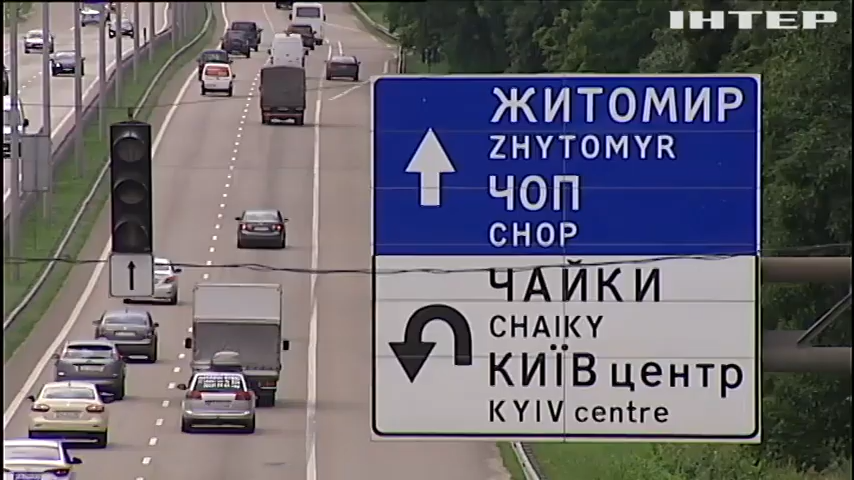 ІНТЕР
ЖИТОМИР
ZHYTOMYR
ЧОП
CHOP
ЧАЙКИ
CHAIKY
КИЇВ центр
KYIV centre